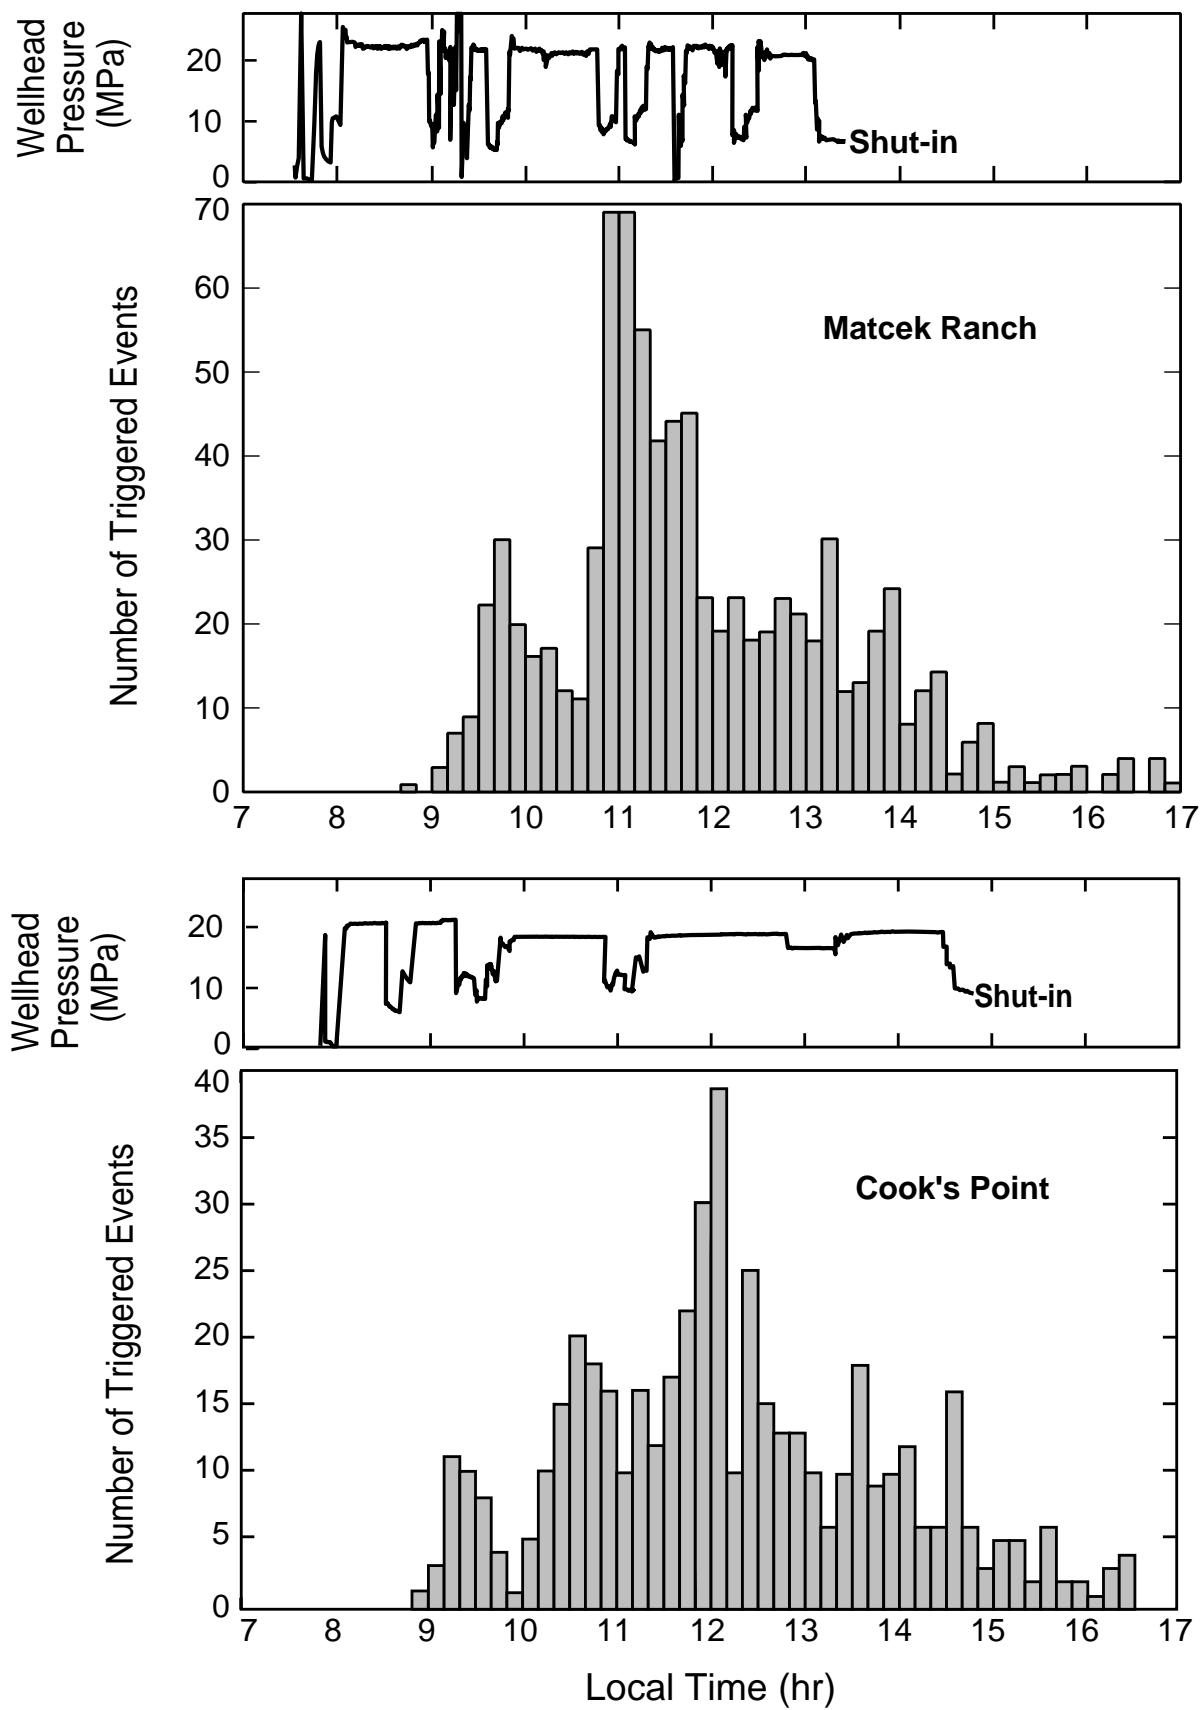 Wellhead
Pressure
(MPa)
20
10
0
Shut-in
Number of Triggered Events
70
60
50
40
30
20
10
0
Matcek Ranch
7 8 9 10 11 12 13 14 15 16 17
Wellhead
Pressure
(MPa)
20
10
0
Shut-in
Number of Triggered Events
40
35
30
25
20
15
10
5
0
Cook's Point
7 8 9 10 11 12 13 14 15 16 17
Local Time (hr)